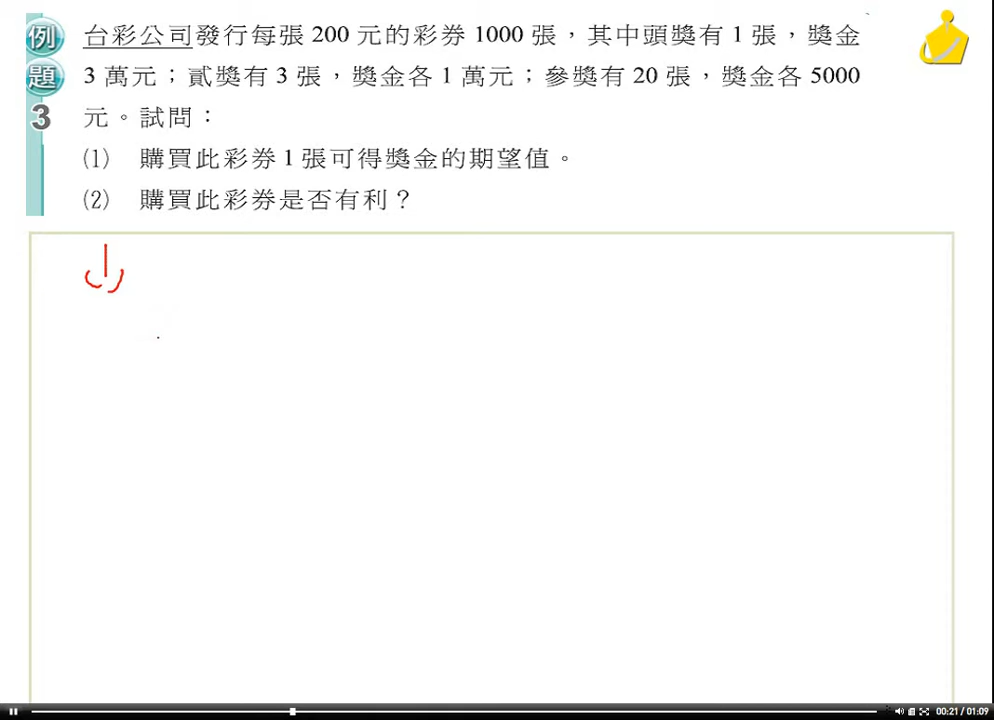 例題3
台彩公司發行每張 200 元的彩券 1000 張，其中頭獎有 1 張，獎金
3 萬元；貳獎有 3 張，獎金各 1 萬元；參獎有 20 張，獎金各 5000
元。試問：
⑴ 購買此彩券 1 張可得獎金的期望值。
⑵ 購買此彩券是否有利？
(1)
00:21 / 01:09